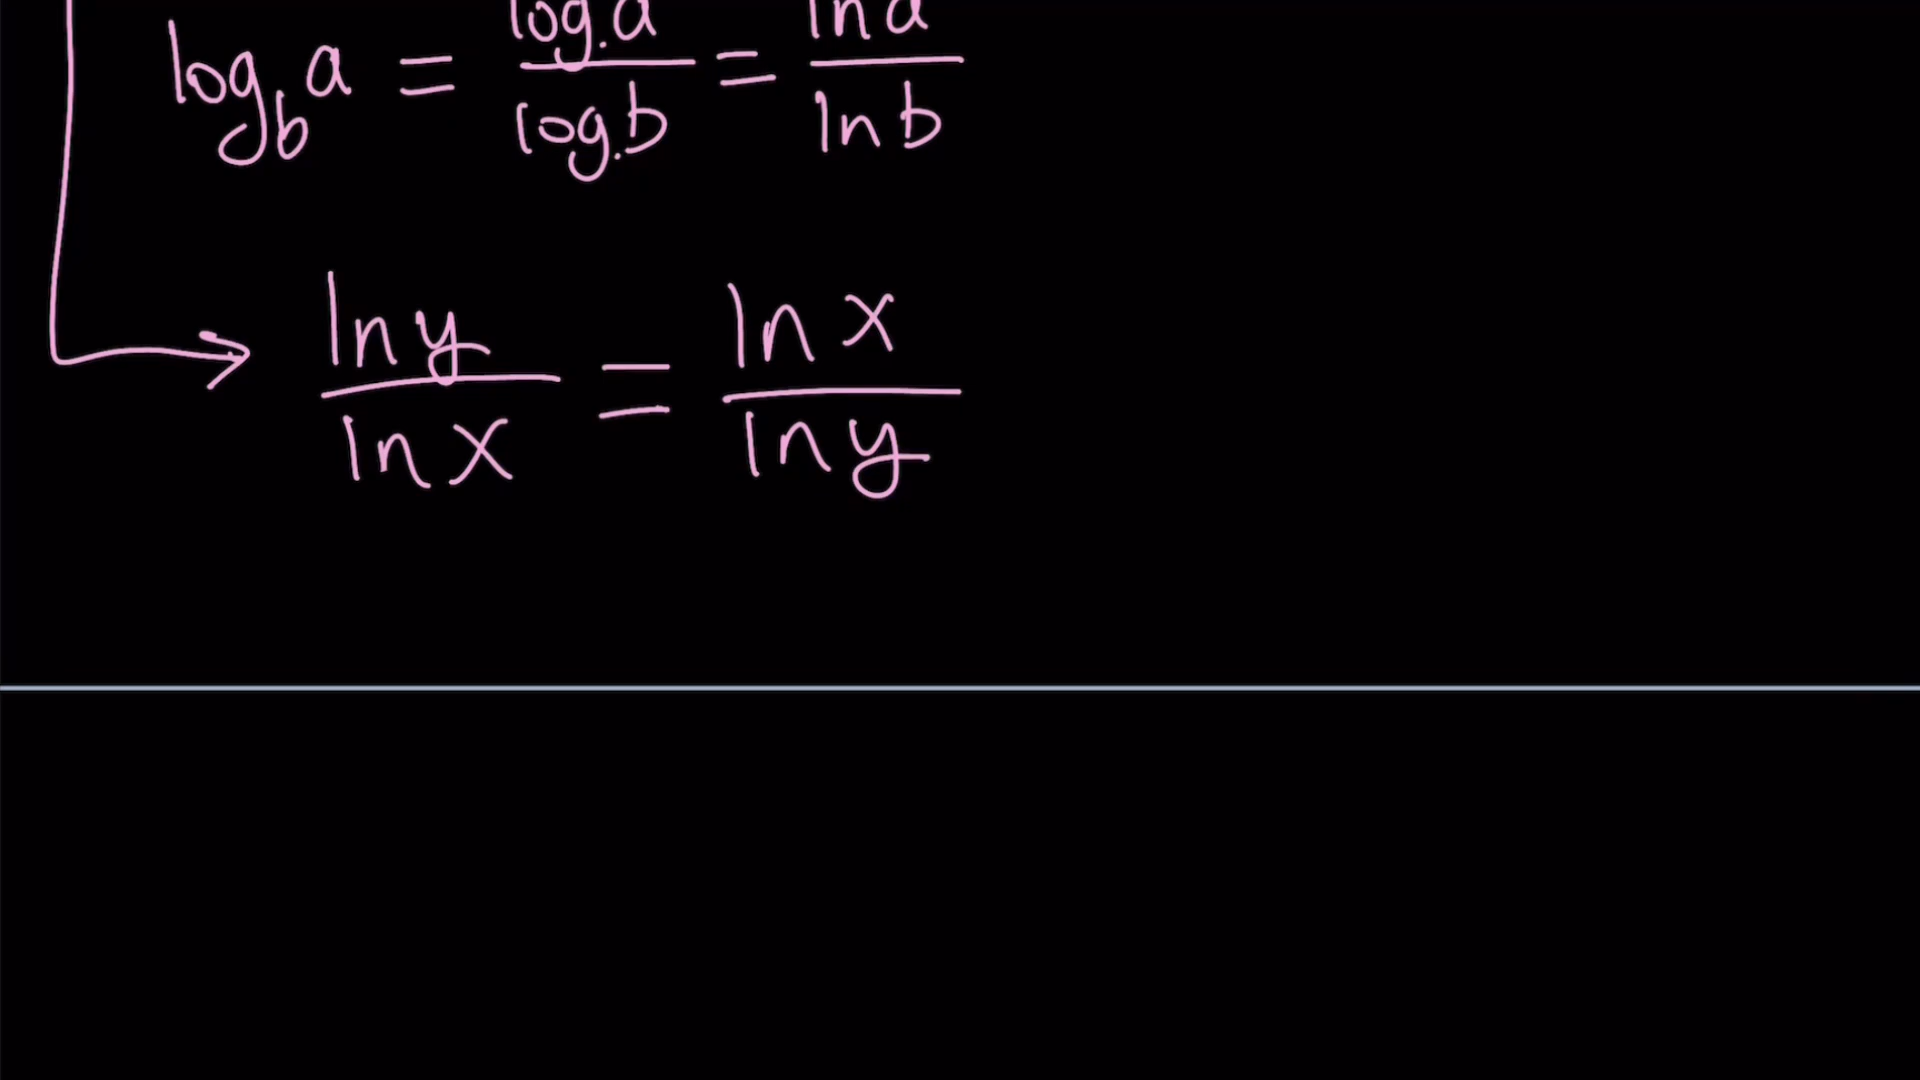 log_b a = log. a / log. b = ln a / ln b
ln y / ln x = ln x / ln y